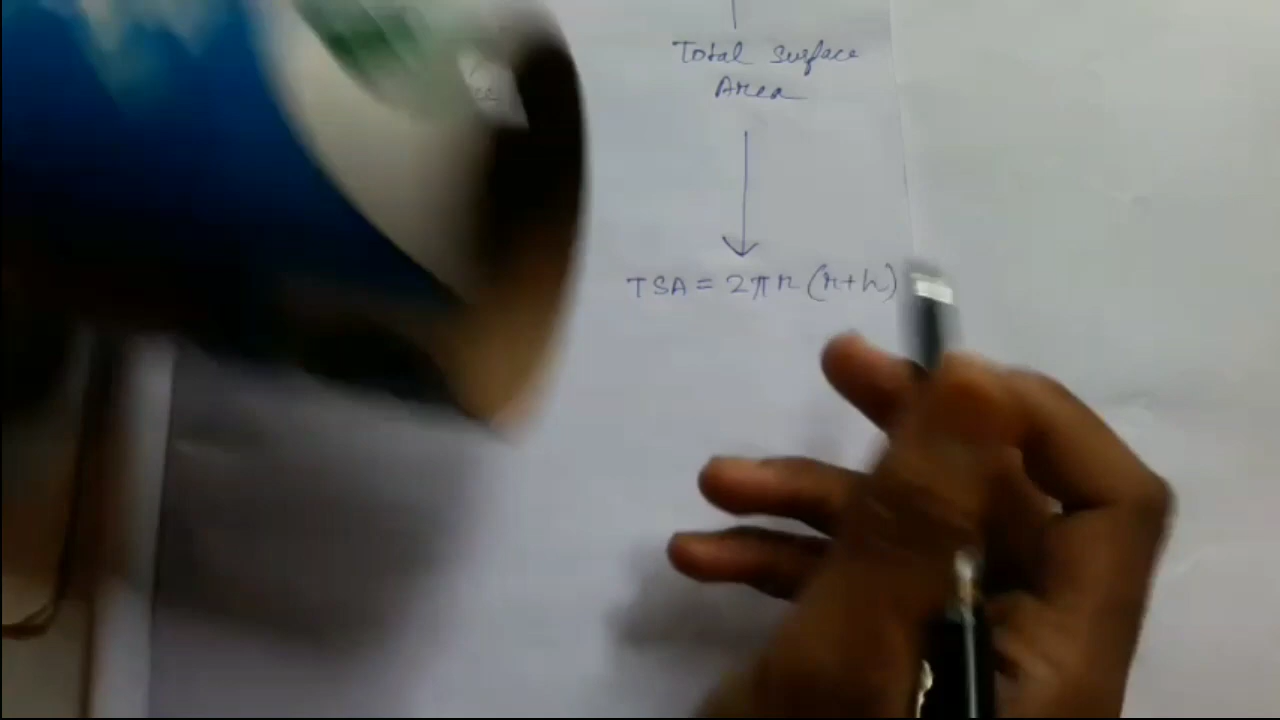 Total Surface
Area
TSA = 2πr (r+h)